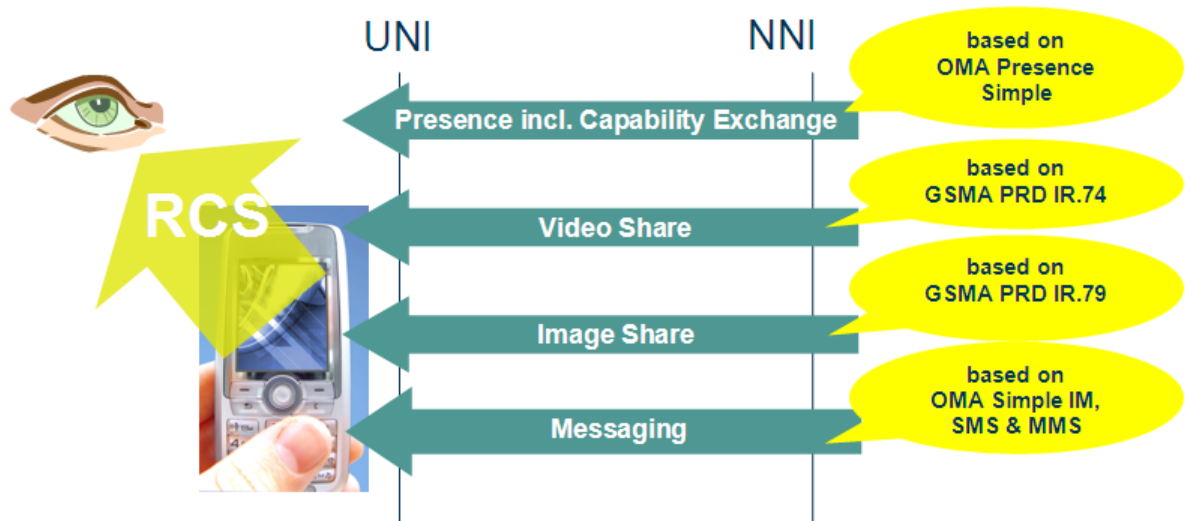 UNI
NNI
based on
OMA Presence
Simple
Presence incl. Capability Exchange
based on
GSMA PRD IR.74
RCS
Video Share
based on
GSMA PRD IR.79
Image Share
based on
OMA Simple IM,
SMS & MMS
Messaging